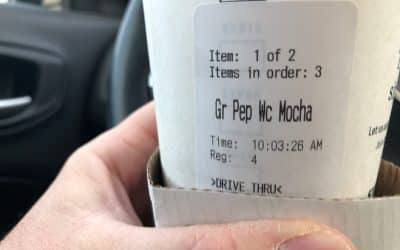 Item: 1 of 2
Items in order: 3
Gr Pep Wc Mocha
Time: 10:03:26 AM
Reg: 4
>DRIVE THRU<